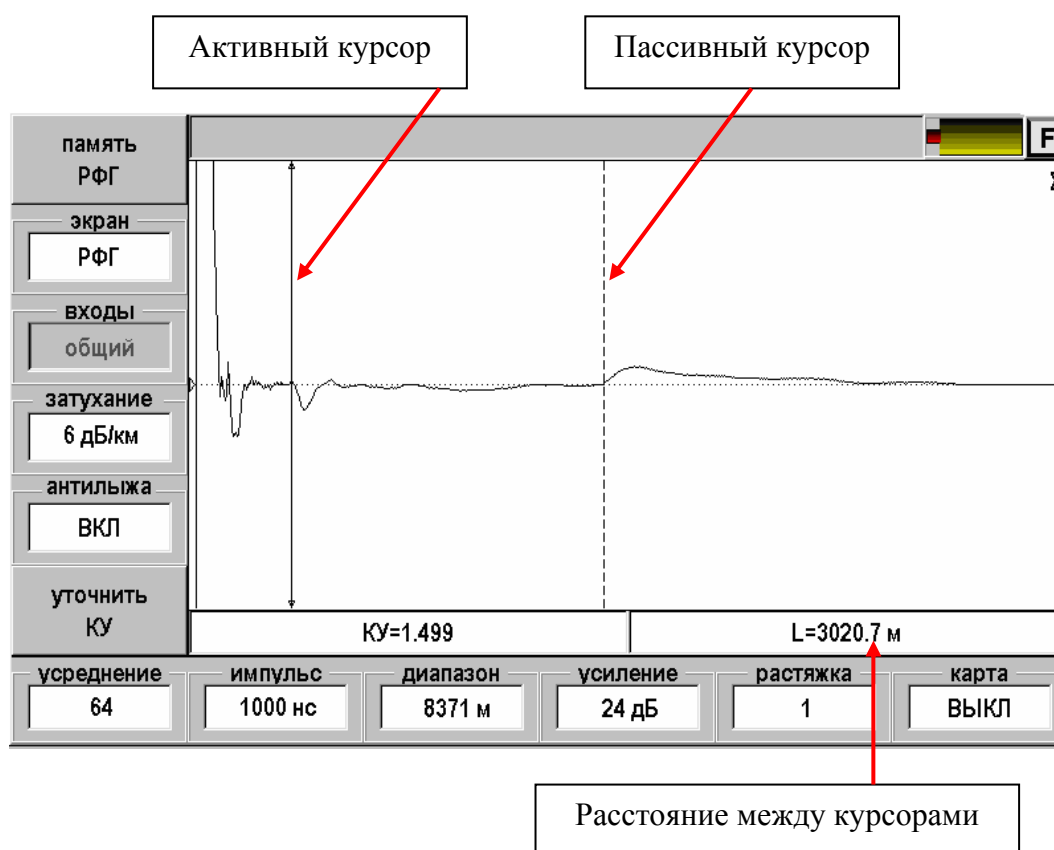 Активный курсор
Пассивный курсор
память
РФГ
F
экран
РФГ
входы
общий
затухание
6 дБ/км
антилыжа
ВКЛ
уточнить
КУ
КУ=1.499
L=3020.7 м
усреднение
64
импульс
1000 нс
диапазон
8371 м
усиление
24 дБ
растяжка
1
карта
ВЫКЛ
Расстояние между курсорами